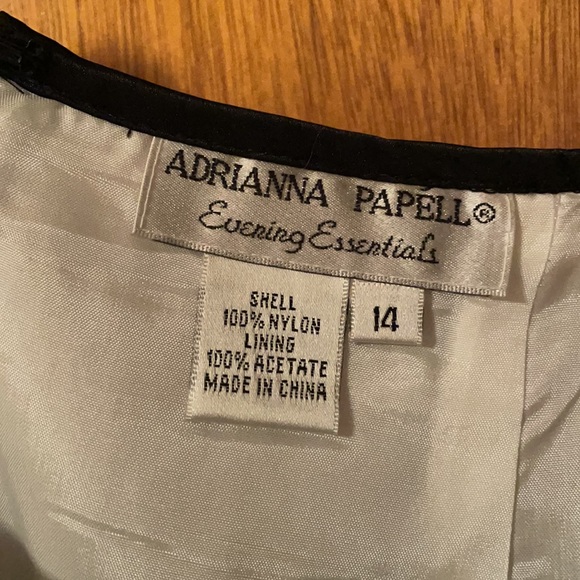 ADRIANNA PAPELL®
Evening Essentials
SHELL
100% NYLON
LINING
100% ACETATE
MADE IN CHINA
14